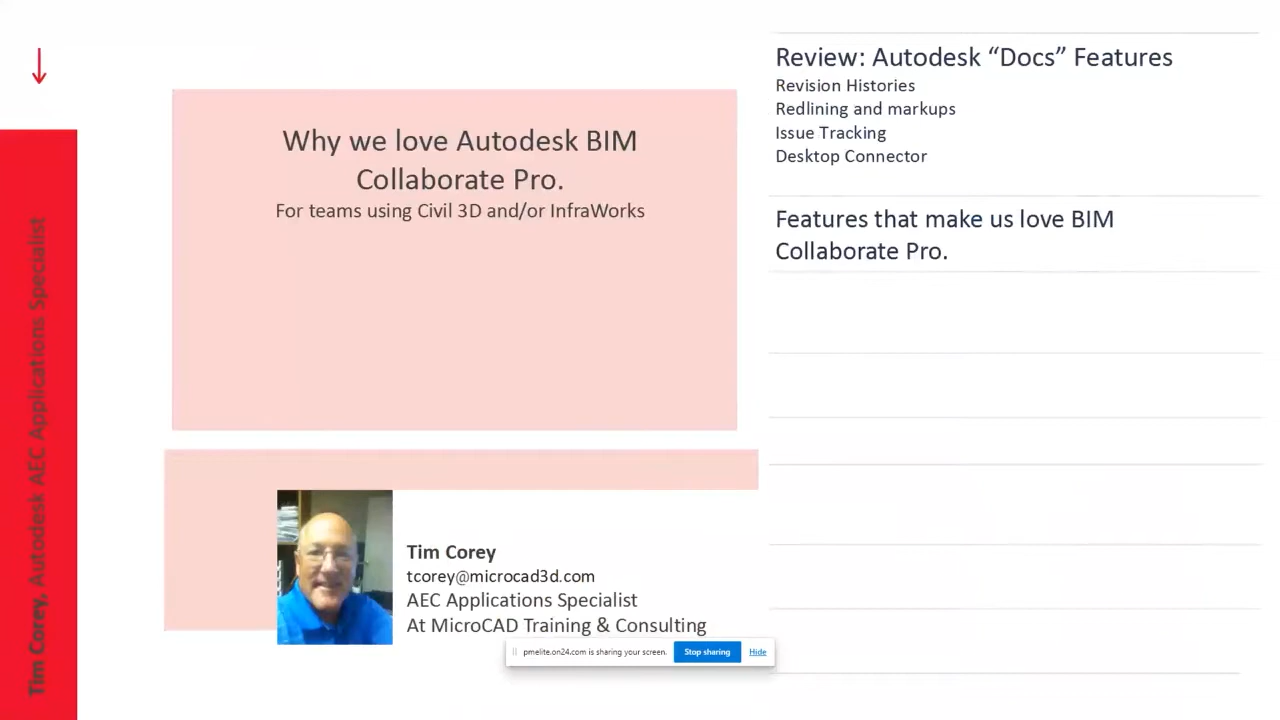 Tim Corey, Autodesk AEC Applications Specialist
Why we love Autodesk BIM
Collaborate Pro.
For teams using Civil 3D and/or InfraWorks
Tim Corey
tcorey@microcad3d.com
AEC Applications Specialist
At MicroCAD Training & Consulting
pmelite.on24.com is sharing your screen.
Stop sharing
Hide
Review: Autodesk “Docs” Features
Revision Histories
Redlining and markups
Issue Tracking
Desktop Connector
Features that make us love BIM
Collaborate Pro.